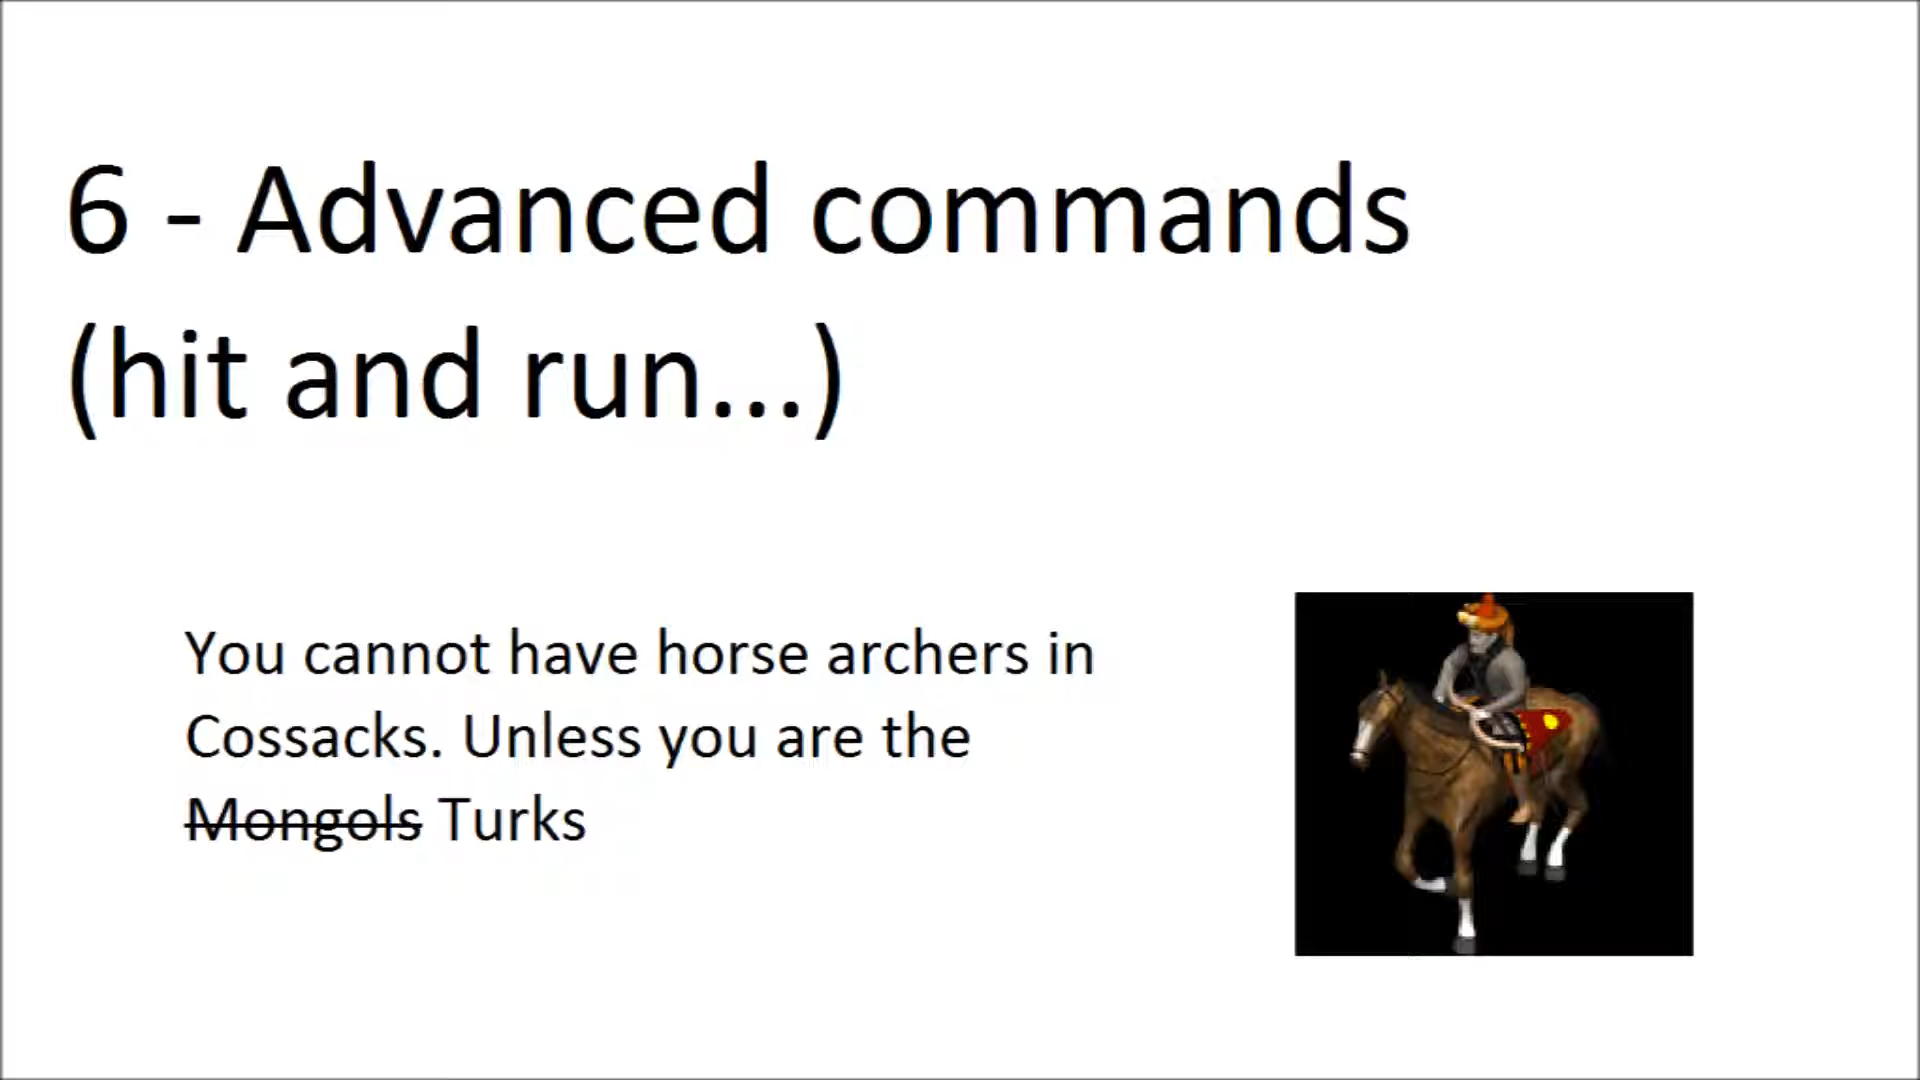 6 - Advanced commands
(hit and run...)
You cannot have horse archers in
Cossacks. Unless you are the
Mongols Turks